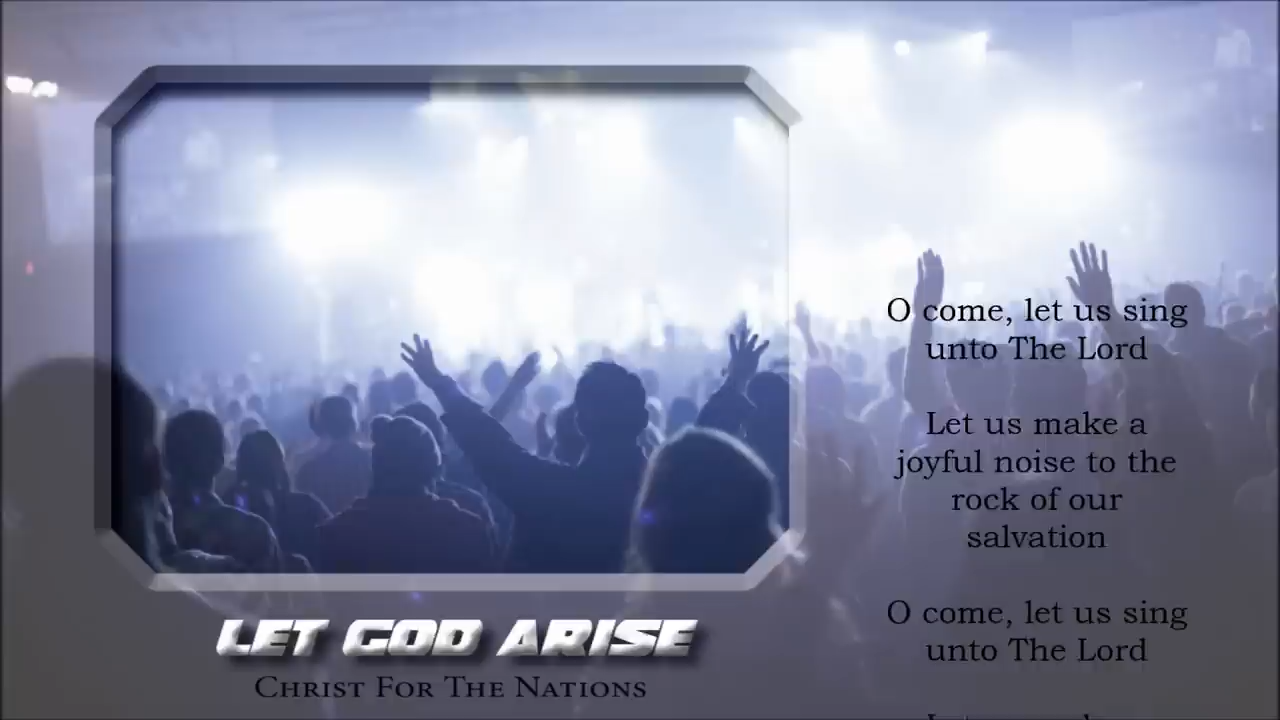 O come, let us sing
unto The Lord
Let us make a
joyful noise to the
rock of our
salvation
O come, let us sing
unto The Lord
LET GOD ARISE
CHRIST FOR THE NATIONS